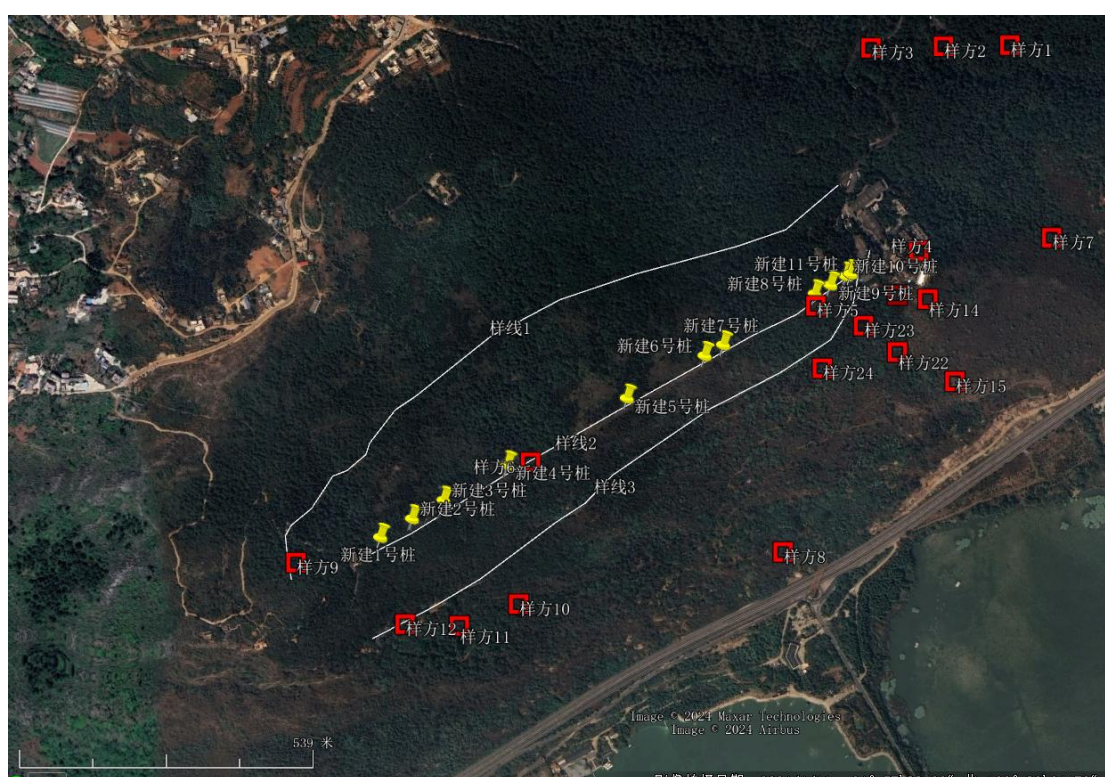 样方3
样方2
样方1
样方7
样方4
新建11号桩
新建10号桩
新建8号桩
新建9号桩
样方5
样方14
样线1
新建7号桩
样方23
新建6号桩
样方22
样方24
样方15
新建5号桩
样线2
样方6
新建4号桩
样线3
新建3号桩
新建2号桩
新建1号桩
样方8
样方9
样方10
样方12
样方11
Image © 2024 Maxar Technologies
Image © 2024 Airbus
539 米